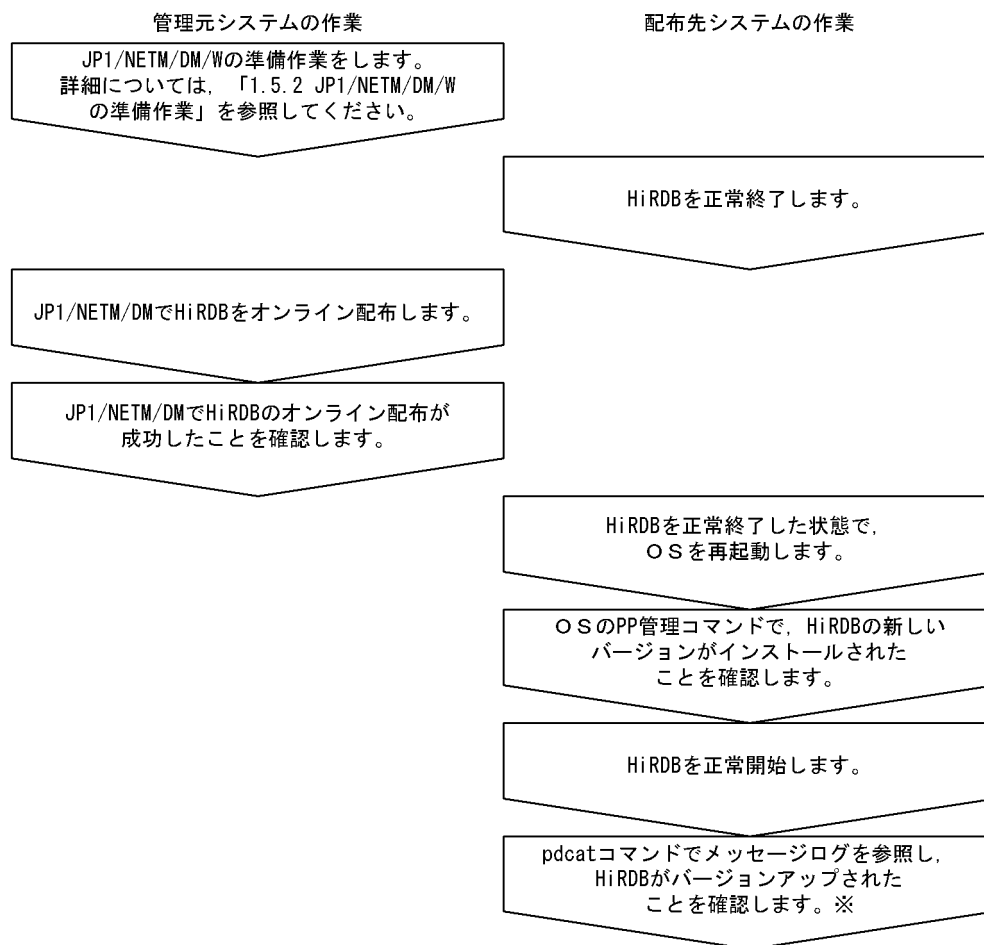 管理元システムの作業
配布先システムの作業
JP1/NETM/DM/Wの準備作業をします。
詳細については，「1.5.2 JP1/NETM/DM/W
の準備作業」を参照してください。
HiRDBを正常終了します。
JP1/NETM/DMでHiRDBをオンライン配布します。
JP1/NETM/DMでHiRDBのオンライン配布が
成功したことを確認します。
HiRDBを正常終了した状態で，
ＯＳを再起動します。
ＯＳのPP管理コマンドで，HiRDBの新しい
バージョンがインストールされた
ことを確認します。
HiRDBを正常開始します。
pdcatコマンドでメッセージログを参照し，
HiRDBがバージョンアップされた
ことを確認します。※